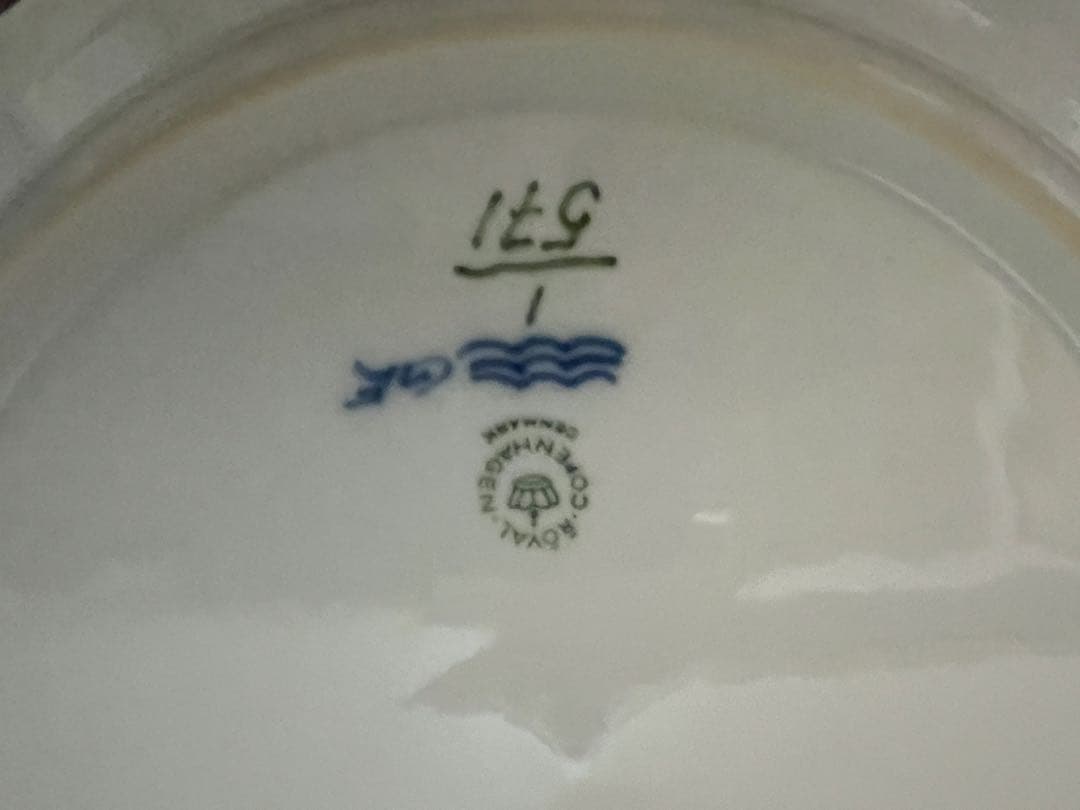 ROYAL·COPENHAGEN·
DENMARK
1
571